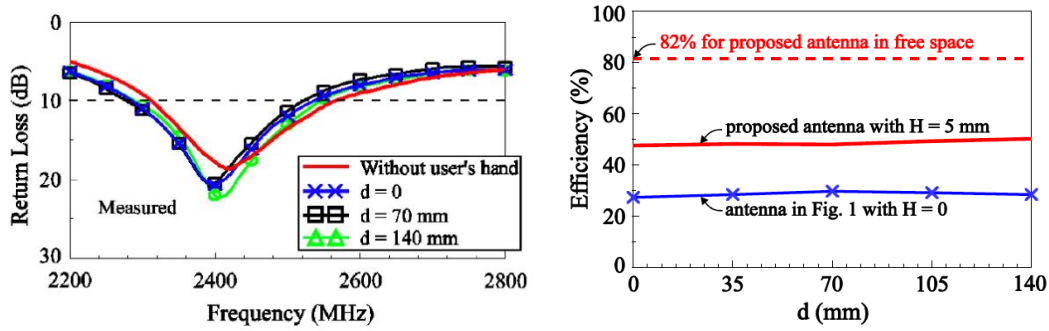 0
10
20
30
Return Loss (dB)
Measured
Without user's hand
d = 0
d = 70 mm
d = 140 mm
2200
2400
2600
2800
Frequency (MHz)
100
80
60
40
20
0
Efficiency (%)
82% for proposed antenna in free space
proposed antenna with H = 5 mm
antenna in Fig. 1 with H = 0
0
35
70
105
140
d (mm)